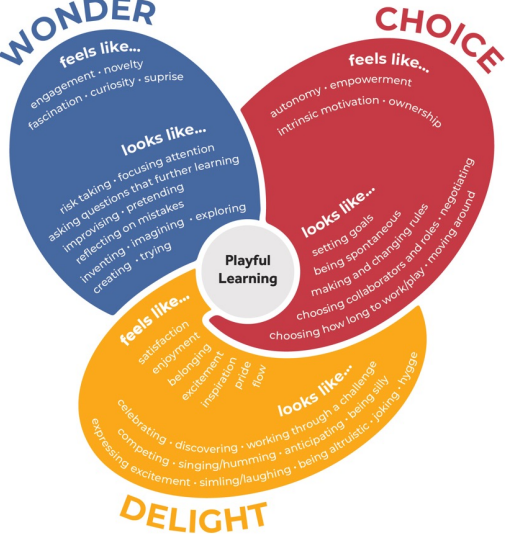 WONDER
feels like...
engagement • novelty
fascination • curiosity • suprise
looks like...
risk taking • focusing attention
asking questions that further learning
improvising • pretending
reflecting on mistakes
inventing • imagining • exploring
creating • trying
CHOICE
feels like...
autonomy • empowerment
intrinsic motivation • ownership
looks like...
setting goals
being spontaneous
making and changing rules
choosing collaborators and roles • negotiating
choosing how long to work/play • moving around
Playful
Learning
feels like...
satisfaction
enjoyment
belonging
excitement
inspiration
pride
flow
looks like...
celebrating • discovering • working through a challenge
competing • singing/humming • anticipating • being silly
expressing excitement • simling/laughing • being altruistic • joking • hygge
DELIGHT